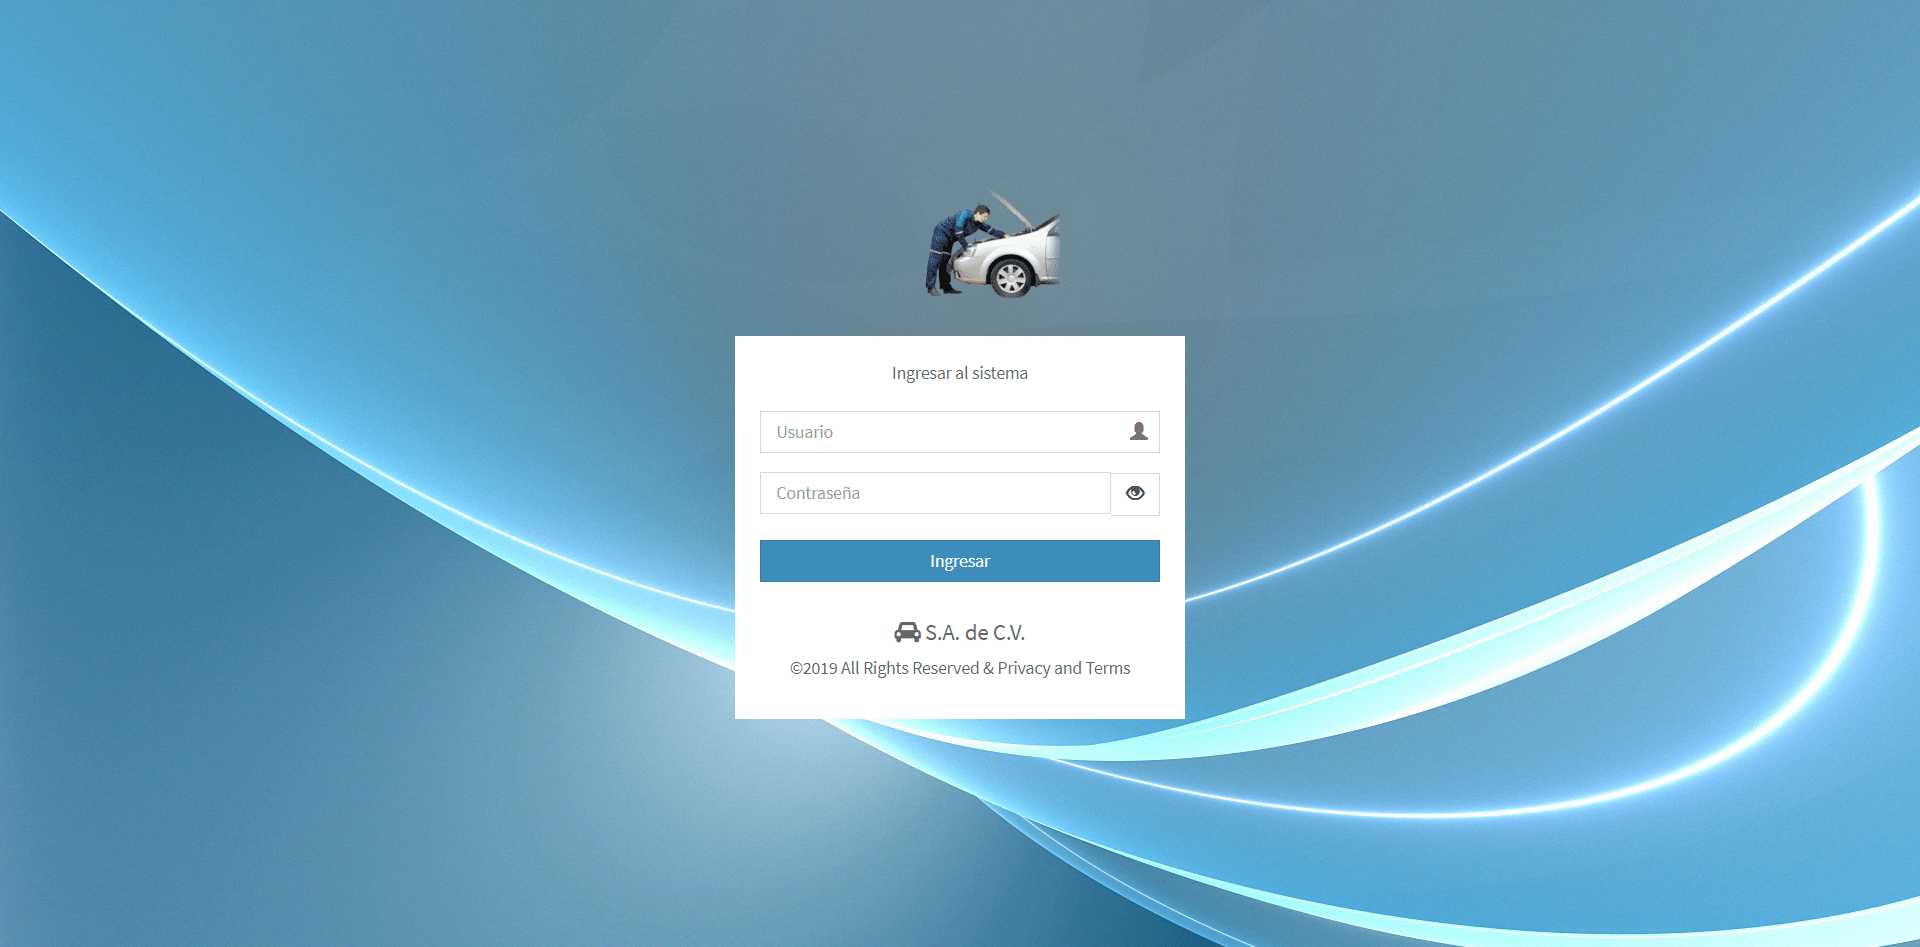 Ingresar al sistema
Usuario
Contraseña
Ingresar
S.A. de C.V.
©2019 All Rights Reserved & Privacy and Terms